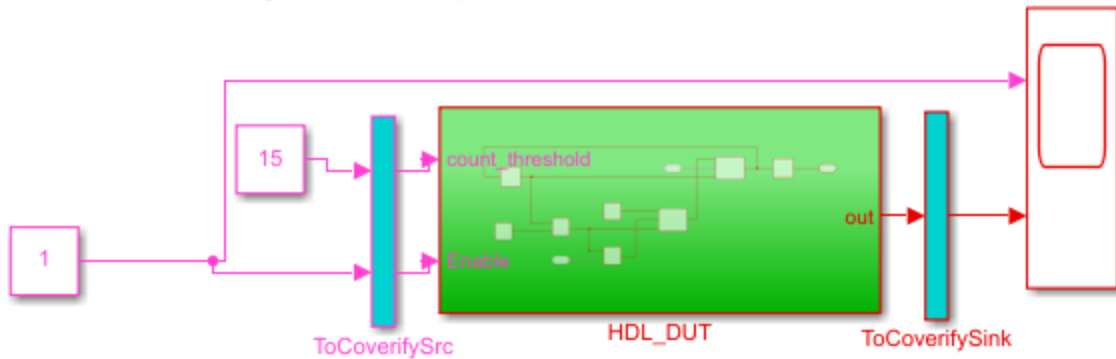 15
count_threshold
1
Enable
out
ToCoverifySrc
HDL_DUT
ToCoverifySink